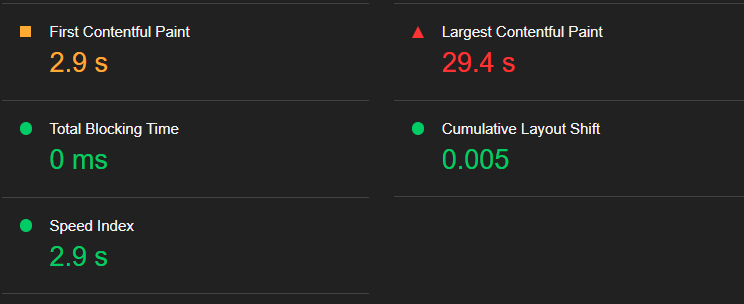 First Contentful Paint
2.9 s
Largest Contentful Paint
29.4 s
Total Blocking Time
0 ms
Cumulative Layout Shift
0.005
Speed Index
2.9 s